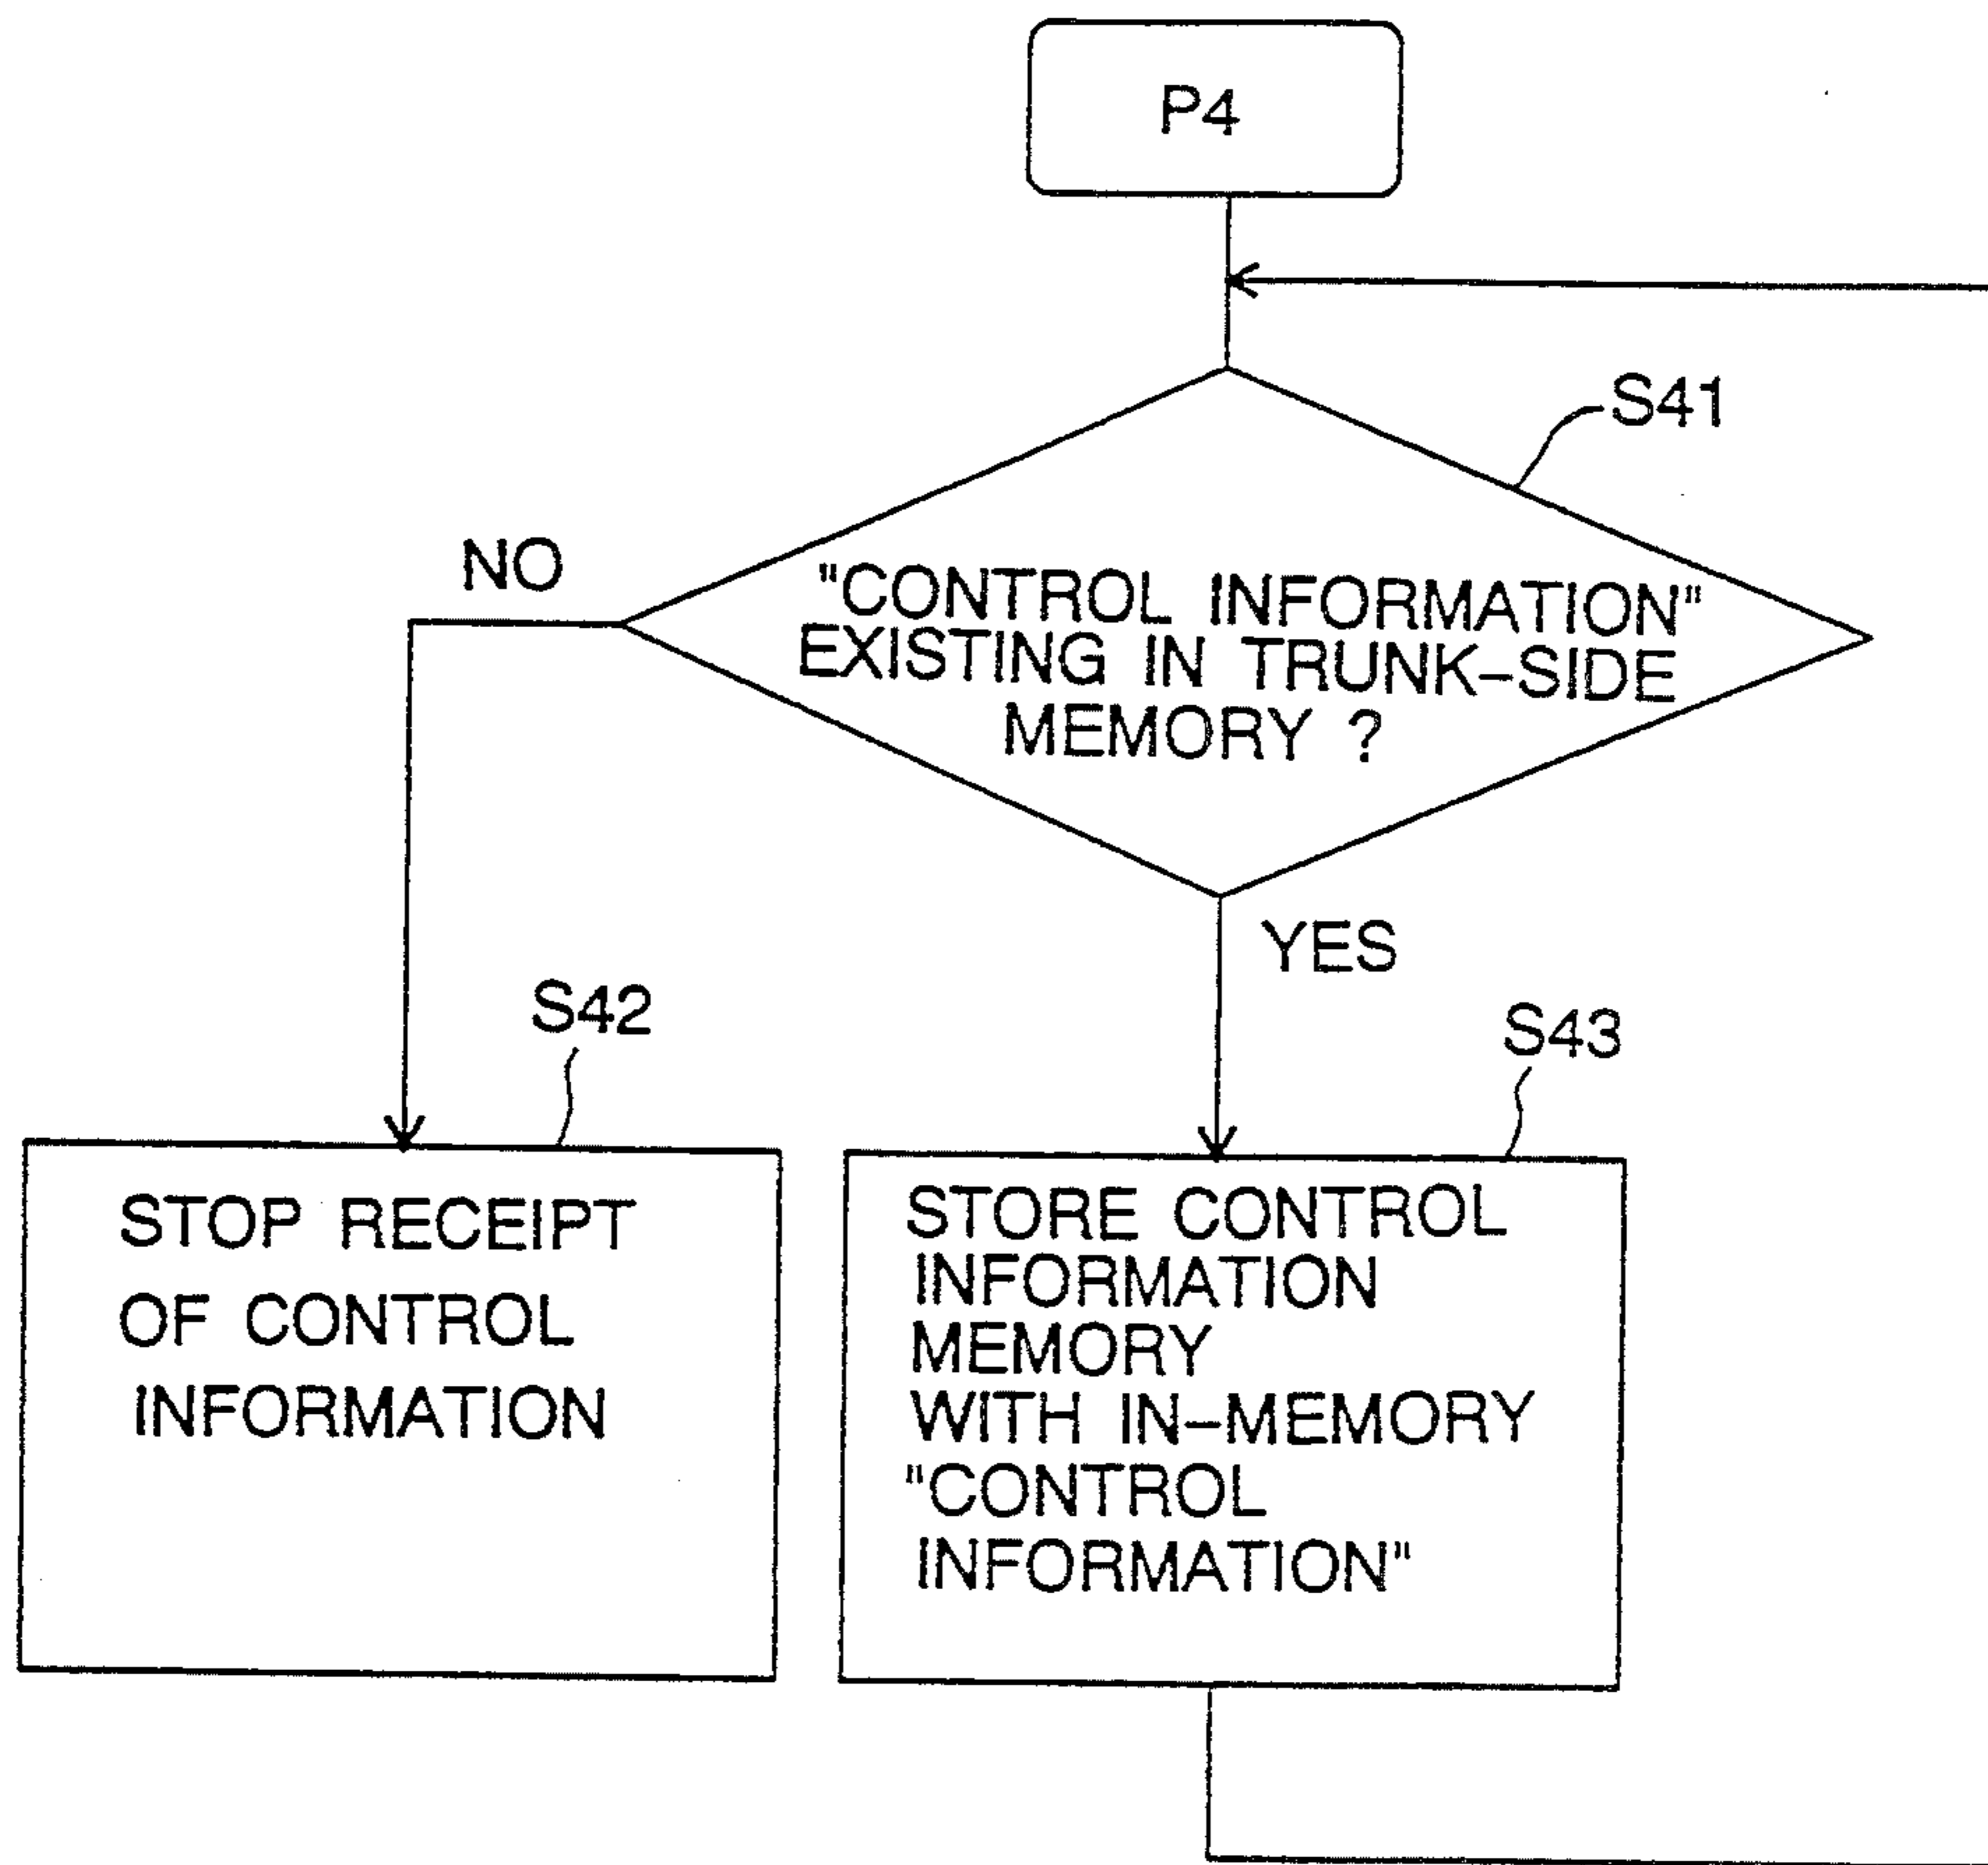 P4
S41
NO
"CONTROL INFORMATION"
EXISTING IN TRUNK-SIDE
MEMORY ?
YES
S42
S43
STOP RECEIPT
OF CONTROL
INFORMATION
STORE CONTROL
INFORMATION
MEMORY
WITH IN-MEMORY
"CONTROL
INFORMATION"